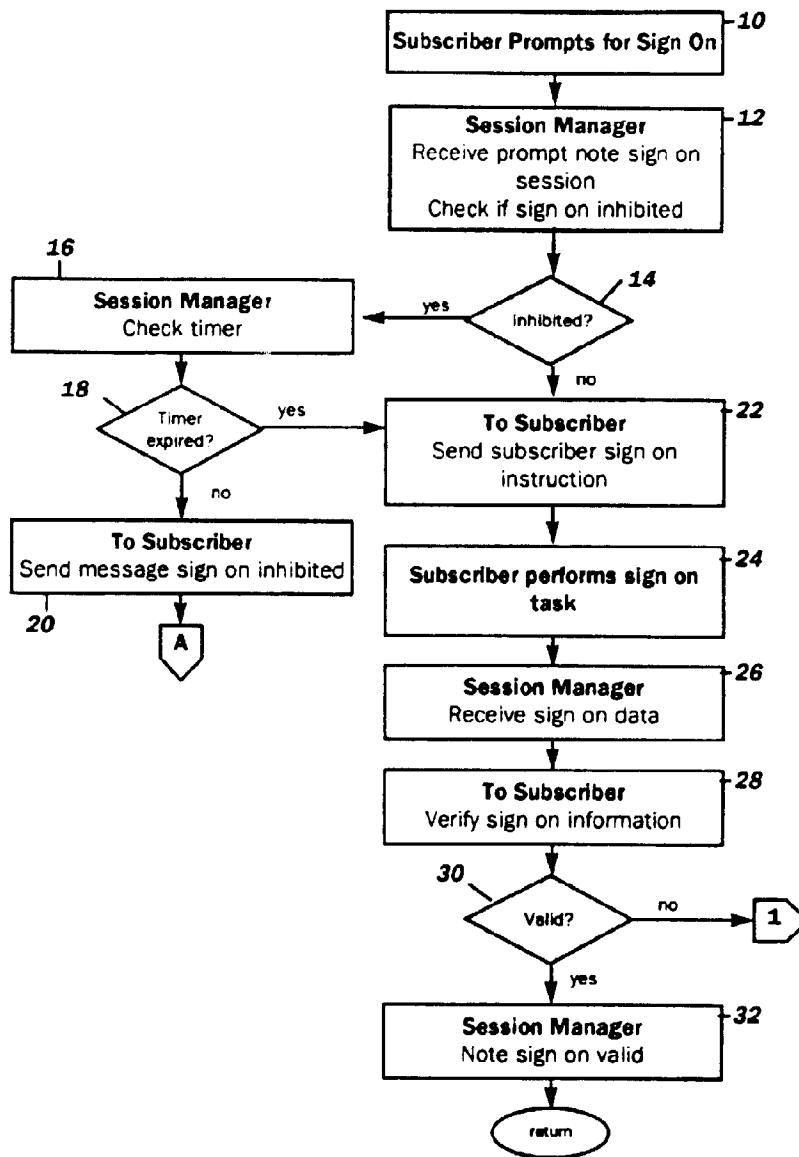 10
Subscriber Prompts for Sign On
12
Session Manager
Receive prompt note sign on
session
Check if sign on inhibited
16
Session Manager
Check timer
14
Inhibited?
yes
no
18
Timer
expired?
yes
no
22
To Subscriber
Send subscriber sign on
instruction
To Subscriber
Send message sign on inhibited
20
A
24
Subscriber performs sign on
task
26
Session Manager
Receive sign on data
28
To Subscriber
Verify sign on information
30
Valid?
no
1
yes
32
Session Manager
Note sign on valid
return